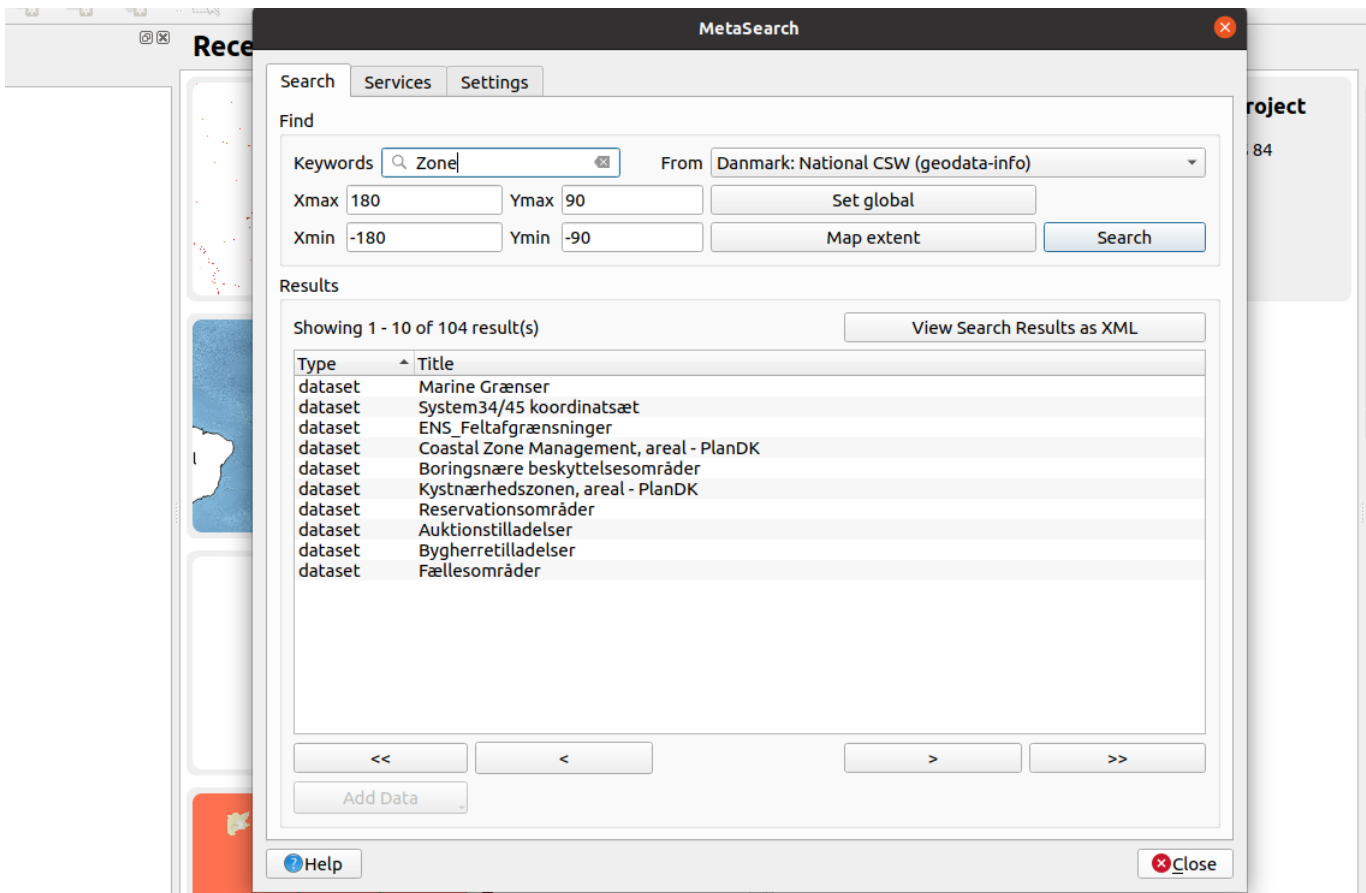 MetaSearch
Rece
Search Services Settings
roject
Find
Keywords Zone From Danmark: National CSW (geodata-info)
84
Xmax 180 Ymax 90 Set global
Xmin -180 Ymin -90 Map extent Search
Results
Showing 1 - 10 of 104 result(s) View Search Results as XML
Type Title
dataset Marine Grænser
dataset System34/45 koordinatsæt
dataset ENS_Feltafgrænsninger
dataset Coastal Zone Management, areal - PlanDK
dataset Boringsnære beskyttelsesområder
dataset Kystnærhedszonen, areal - PlanDK
dataset Reservationsområder
dataset Auktionstilladelser
dataset Bygherretilladelser
dataset Fællesområder
<< < > >>
Add Data
Help Close